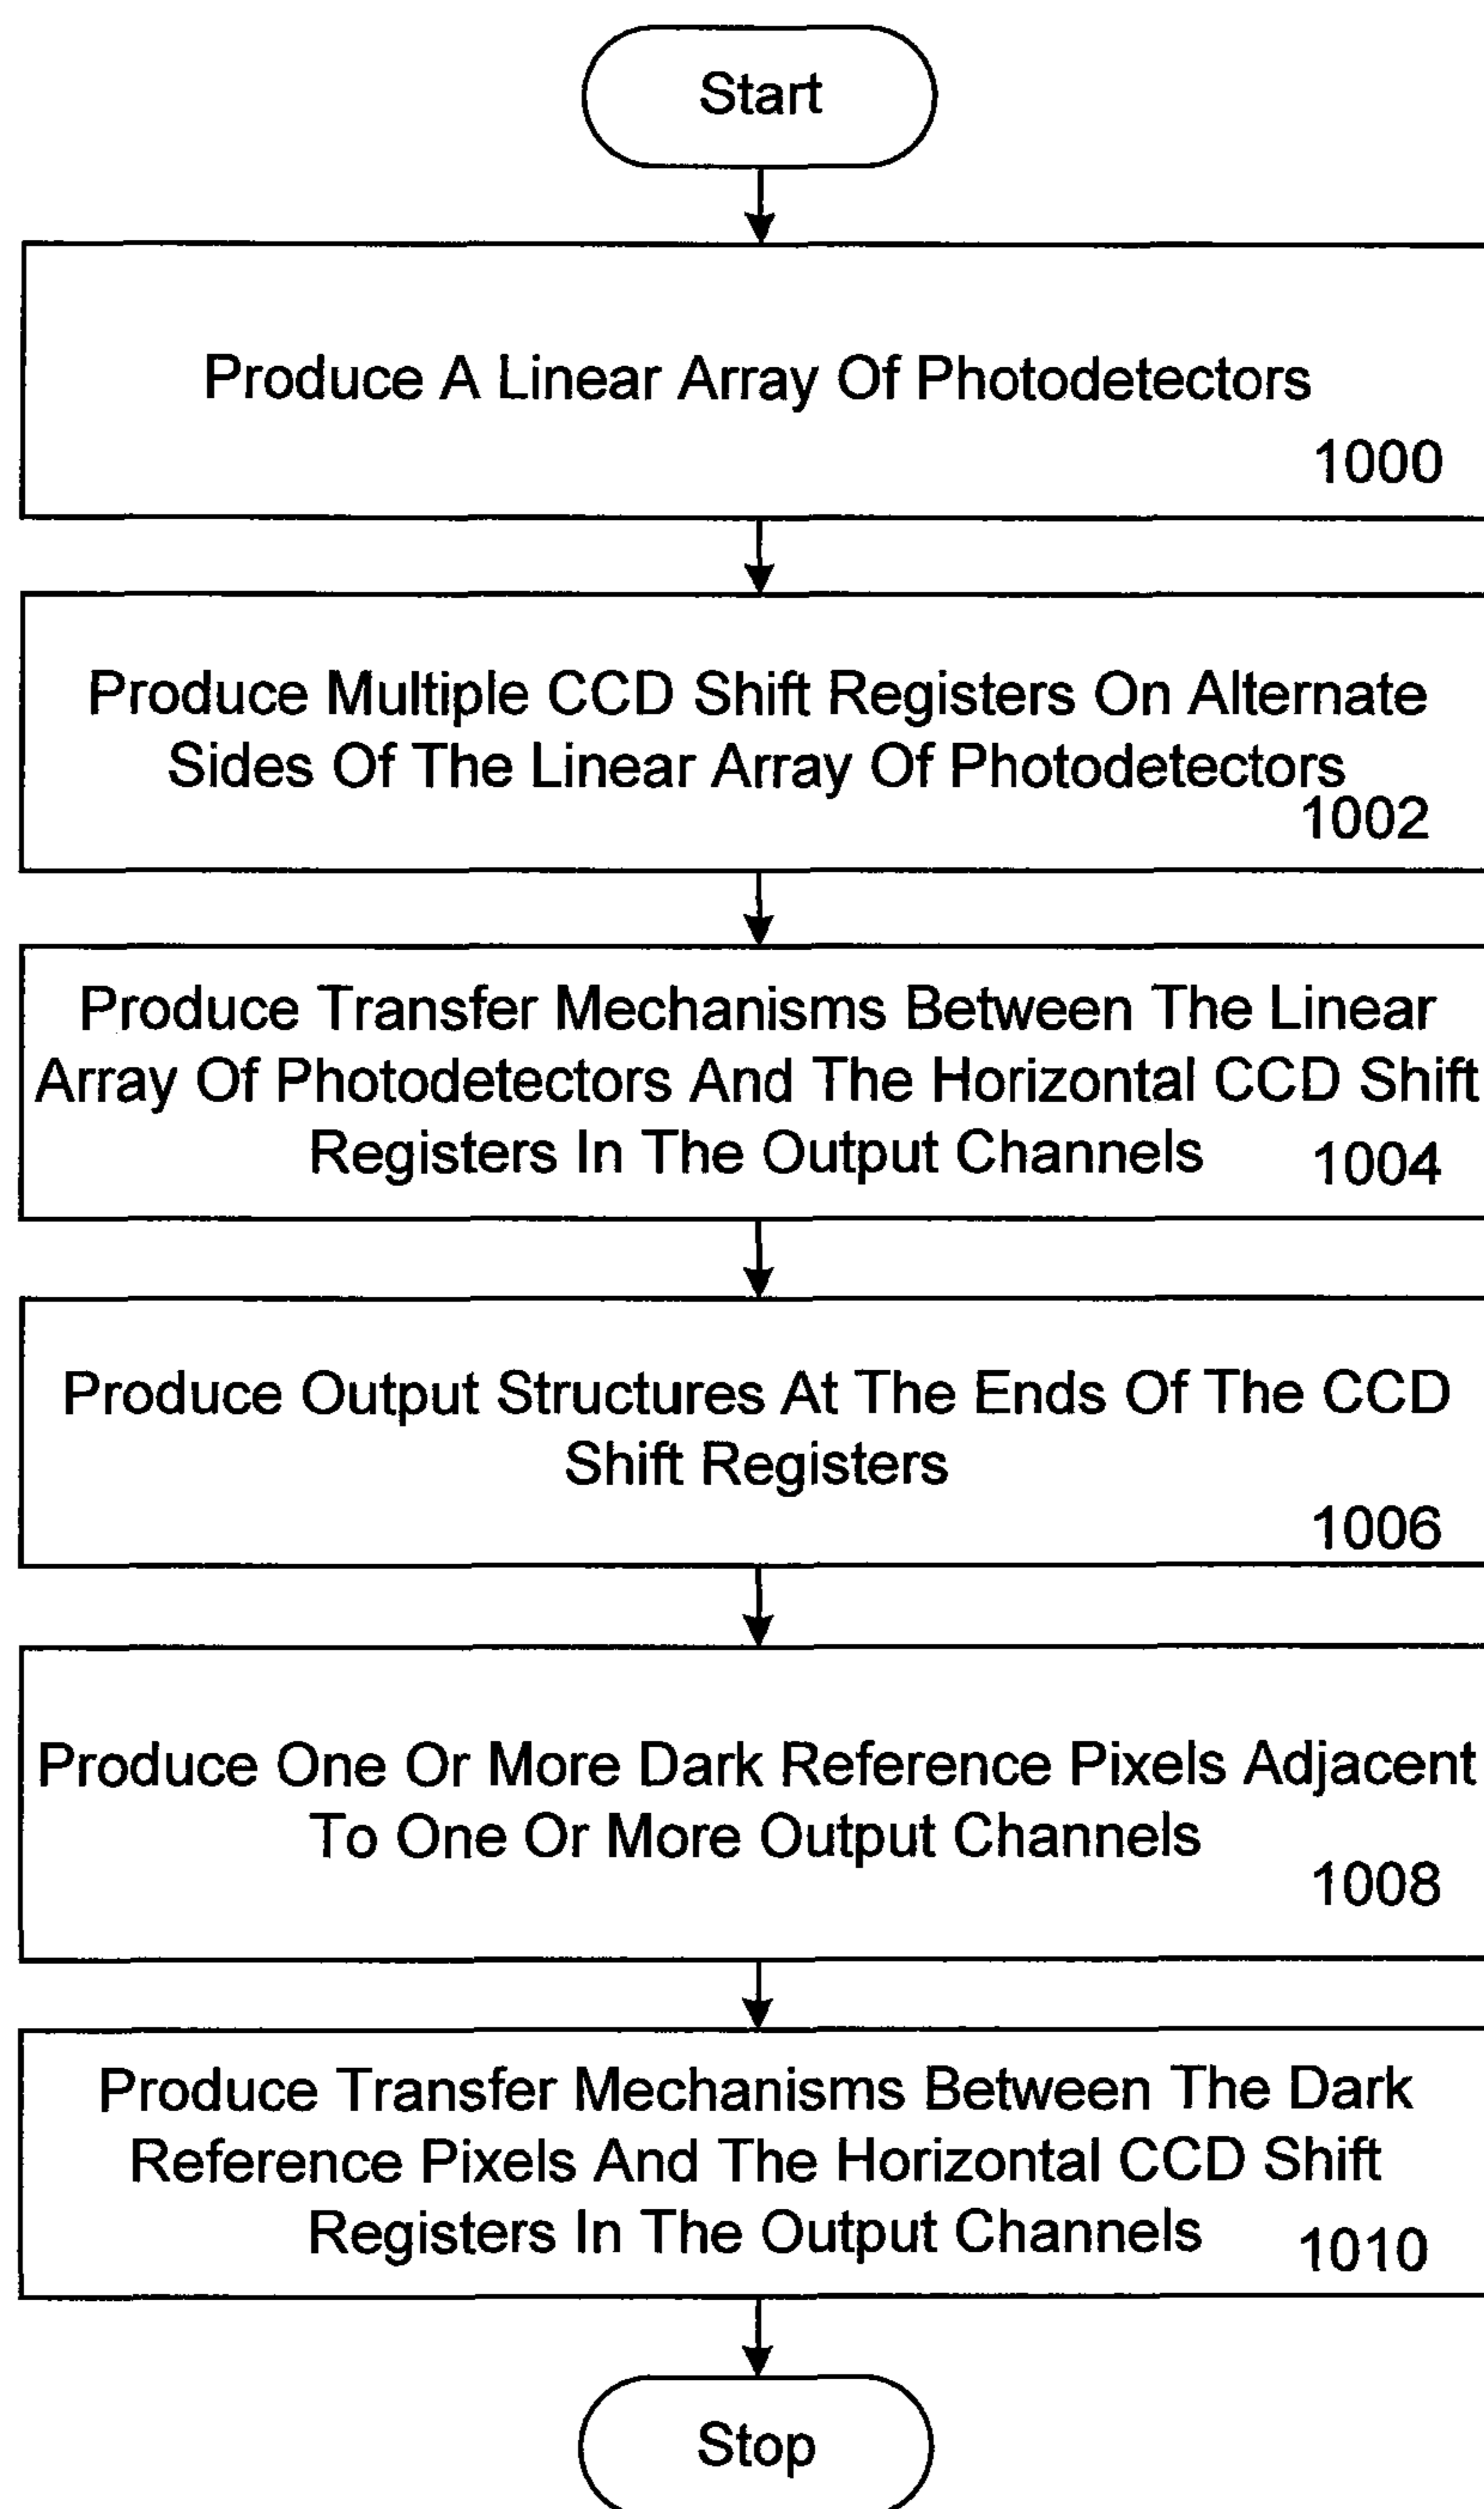 Start
Produce A Linear Array Of Photodetectors
1000
Produce Multiple CCD Shift Registers On Alternate
Sides Of The Linear Array Of Photodetectors
1002
Produce Transfer Mechanisms Between The Linear
Array Of Photodetectors And The Horizontal CCD Shift
Registers In The Output Channels 1004
Produce Output Structures At The Ends Of The CCD
Shift Registers
1006
Produce One Or More Dark Reference Pixels Adjacent
To One Or More Output Channels
1008
Produce Transfer Mechanisms Between The Dark
Reference Pixels And The Horizontal CCD Shift
Registers In The Output Channels 1010
Stop